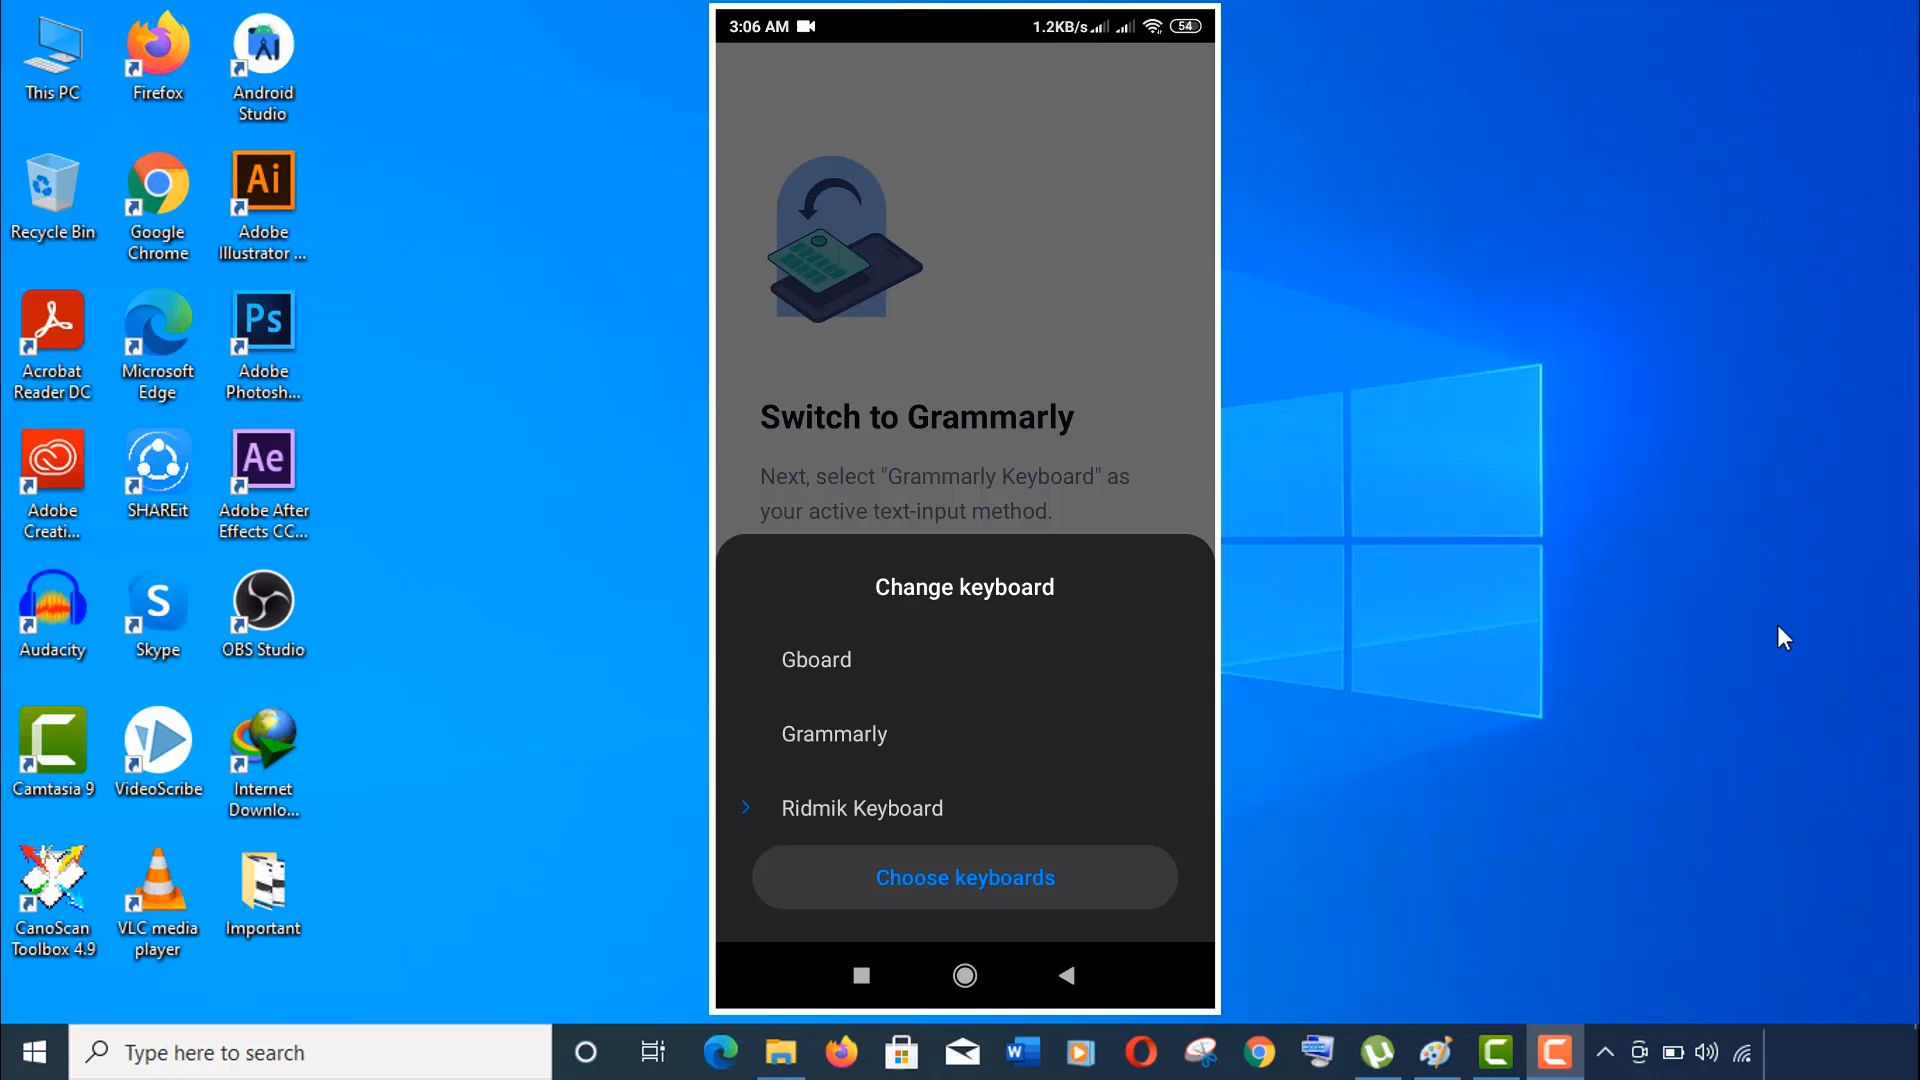 This PC
Firefox
Android
Studio
Recycle Bin
Google
Chrome
Ai
Adobe
Illustrator ...
Acrobat
Reader DC
Microsoft
Edge
Ps
Adobe
Photosh...
Adobe
Creati...
SHAREit
Ae
Adobe After
Effects CC...
Audacity
S
Skype
OBS Studio
Camtasia 9
VideoScribe
Internet
Downlo...
CanoScan
Toolbox 4.9
VLC media
player
Important
3:06 AM
1.2KB/s
54
Switch to Grammarly
Next, select "Grammarly Keyboard" as
your active text-input method.
Change keyboard
Gboard
Grammarly
Ridmik Keyboard
Choose keyboards
Type here to search